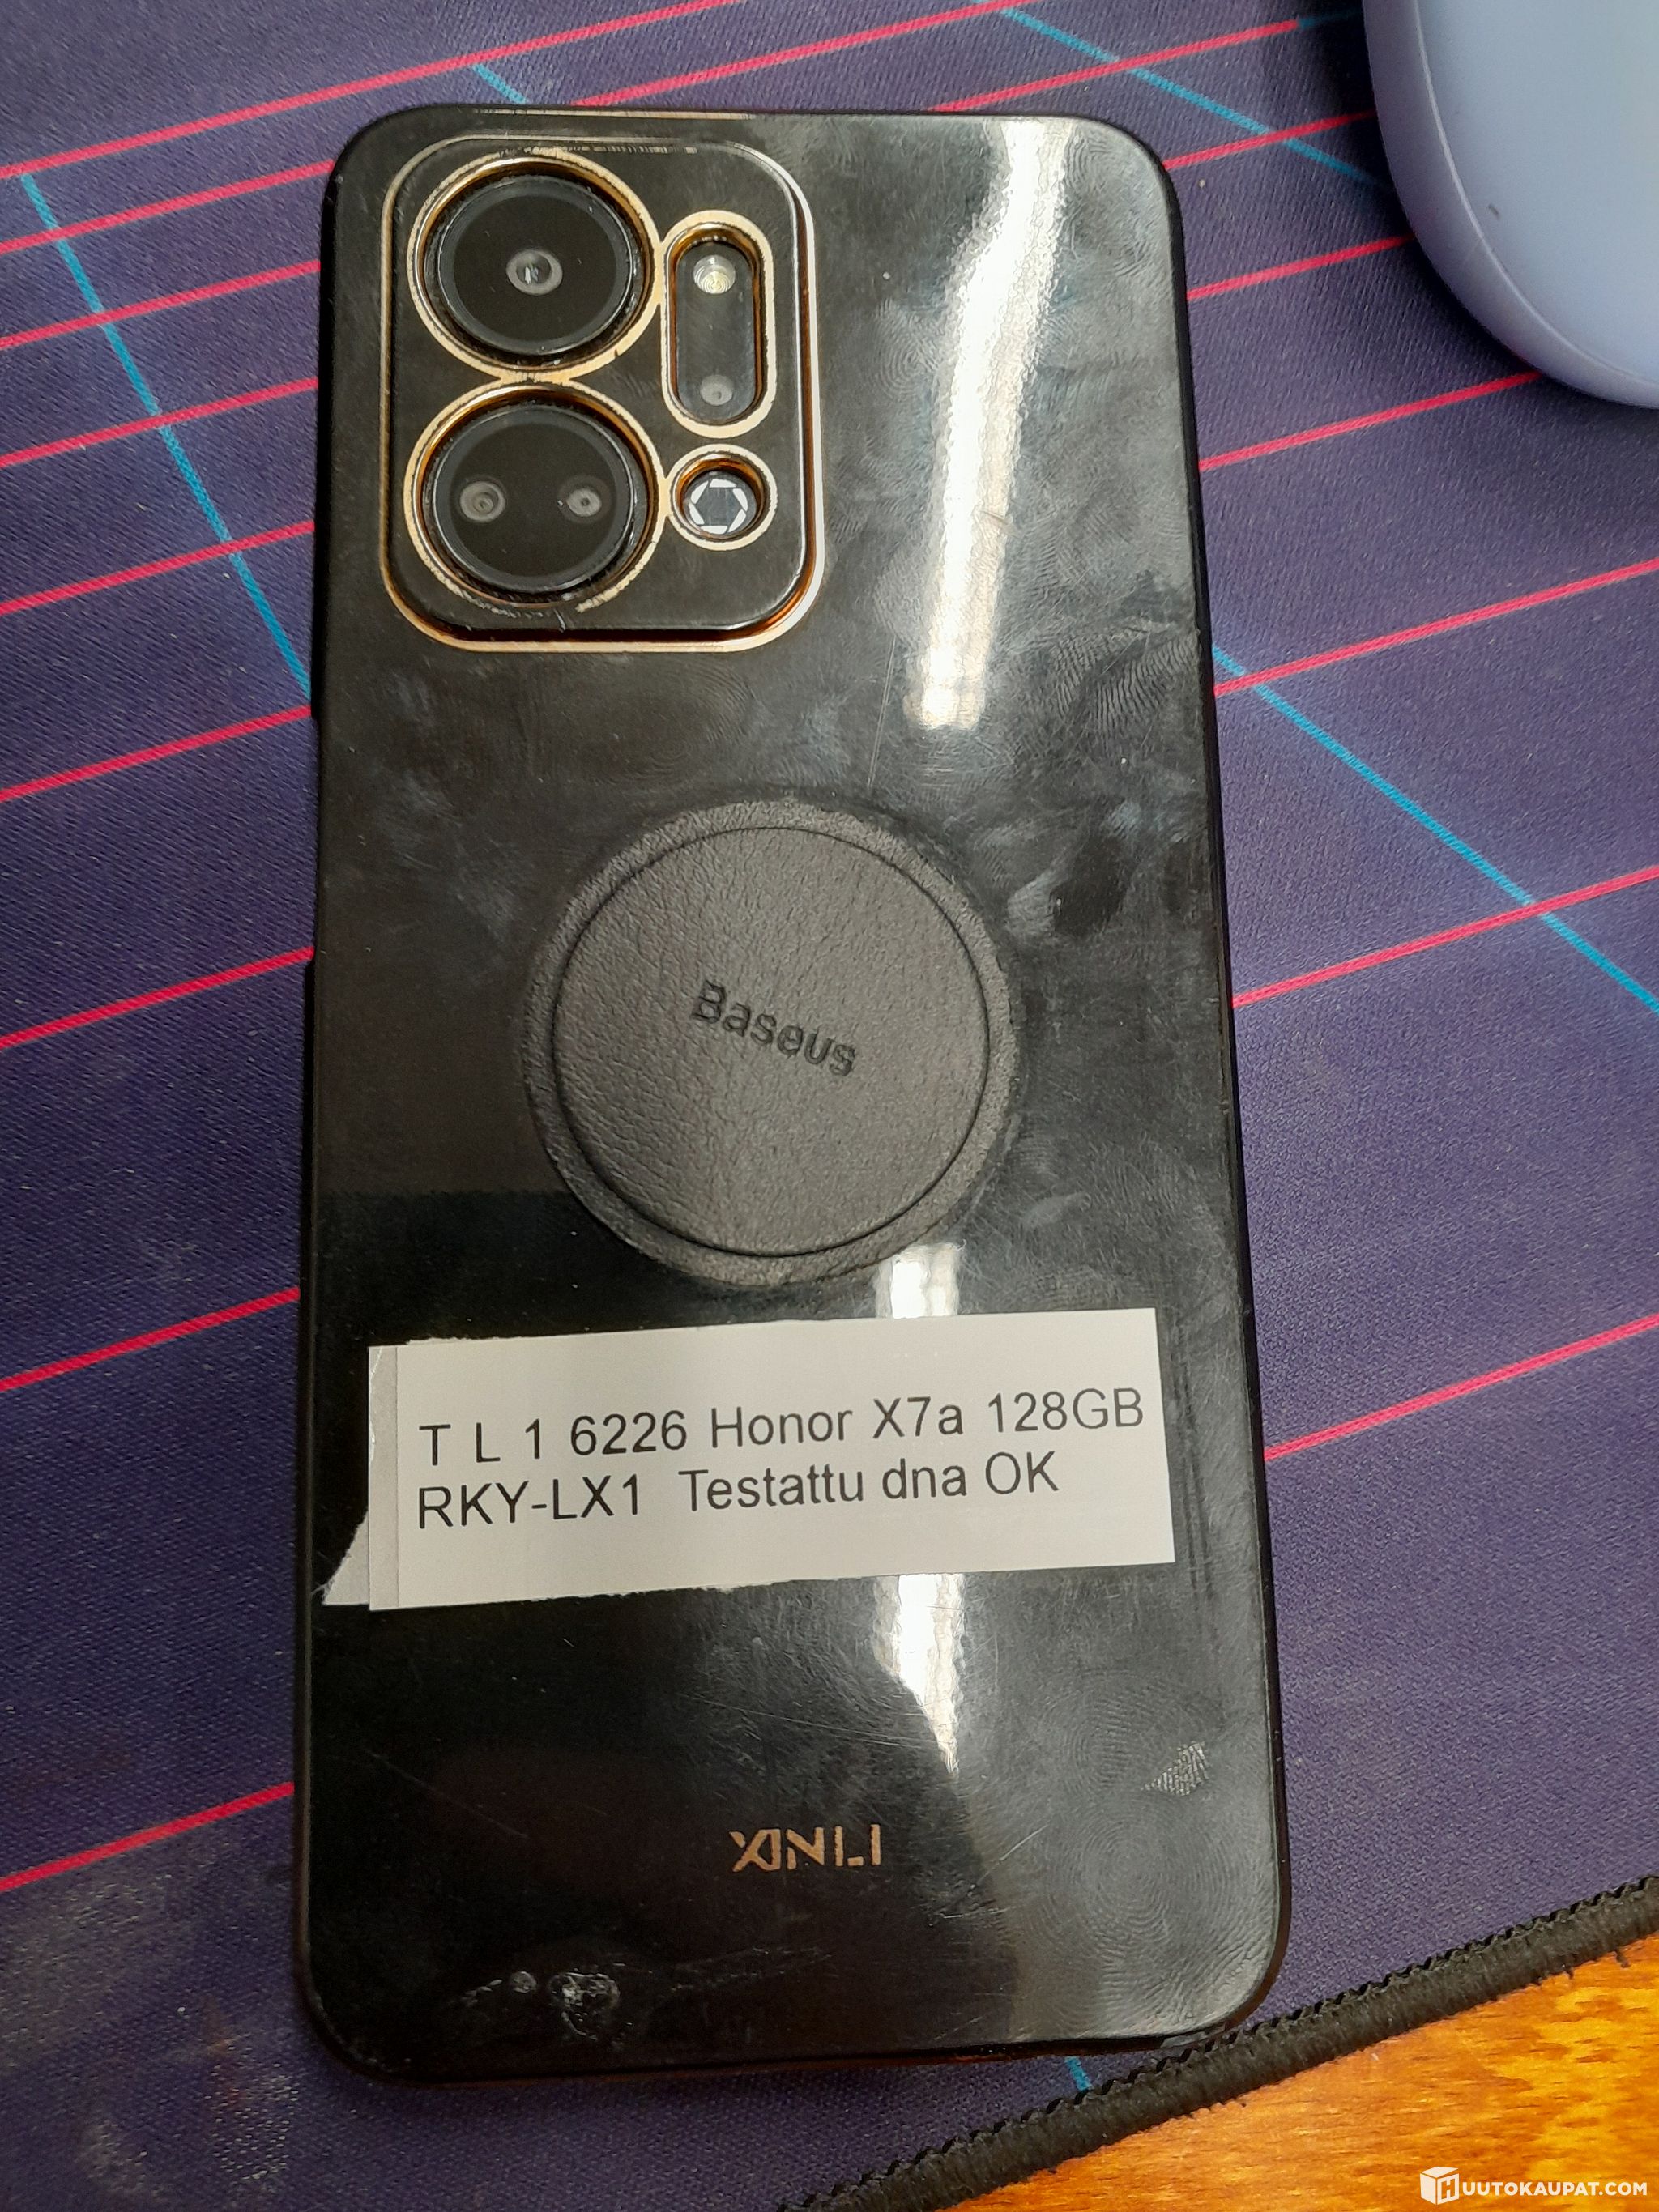 Baseus
T L 1 6226 Honor X7a 128GB
RKY-LX1 Testattu dna OK
XINLI
HUUTOKAUPAT.COM